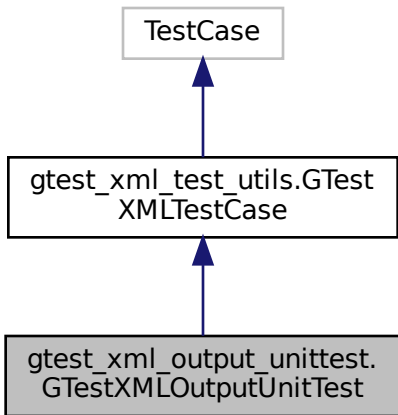 TestCase
gtest_xml_test_utils.GTest
XMLTestCase
gtest_xml_output_unittest.
GTestXMLOutputUnitTest